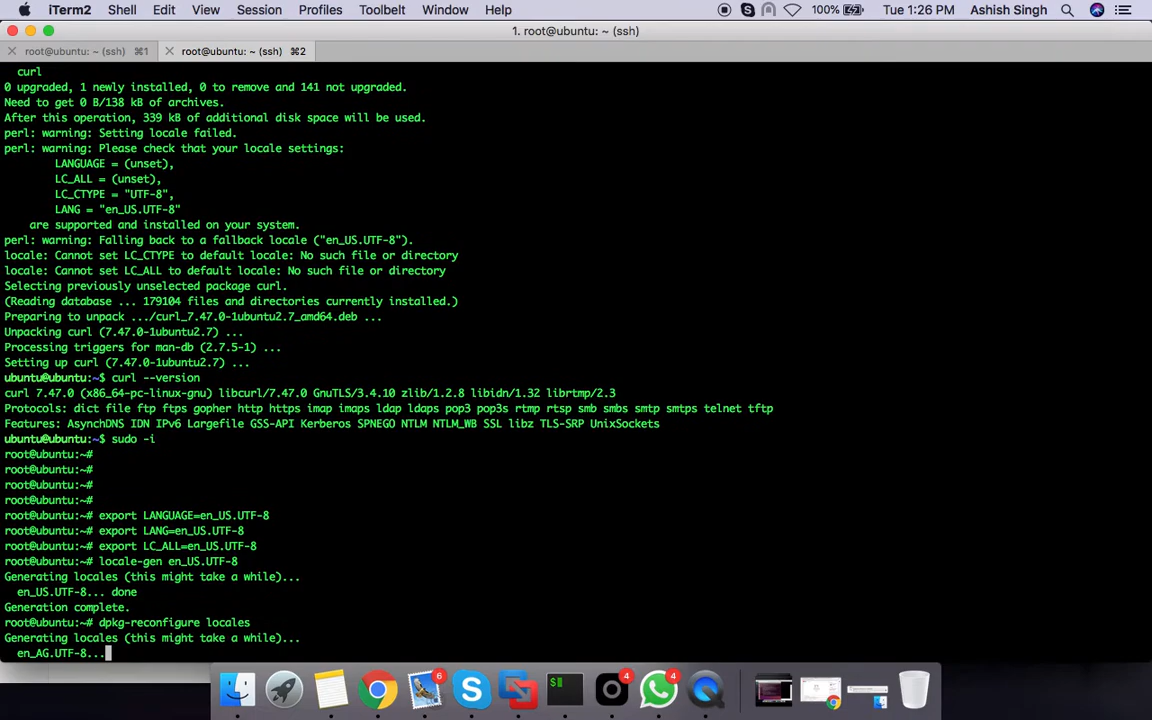 iTerm2 Shell Edit View Session Profiles Toolbelt Window Help 100% Tue 1:26 PM Ashish Singh
1. root@ubuntu: ~ (ssh)
root@ubuntu: ~ (ssh) ⌘1 root@ubuntu: ~ (ssh) ⌘2
curl
0 upgraded, 1 newly installed, 0 to remove and 141 not upgraded.
Need to get 0 B/138 kB of archives.
After this operation, 339 kB of additional disk space will be used.
perl: warning: Setting locale failed.
perl: warning: Please check that your locale settings:
LANGUAGE = (unset),
LC_ALL = (unset),
LC_CTYPE = "UTF-8",
LANG = "en_US.UTF-8"
are supported and installed on your system.
perl: warning: Falling back to a fallback locale ("en_US.UTF-8").
locale: Cannot set LC_CTYPE to default locale: No such file or directory
locale: Cannot set LC_ALL to default locale: No such file or directory
Selecting previously unselected package curl.
(Reading database ... 179104 files and directories currently installed.)
Preparing to unpack .../curl_7.47.0-1ubuntu2.7_amd64.deb ...
Unpacking curl (7.47.0-1ubuntu2.7) ...
Processing triggers for man-db (2.7.5-1) ...
Setting up curl (7.47.0-1ubuntu2.7) ...
ubuntu@ubuntu:~$ curl --version
curl 7.47.0 (x86_64-pc-linux-gnu) libcurl/7.47.0 GnuTLS/3.4.10 zlib/1.2.8 libidn/1.32 librtmp/2.3
Protocols: dict file ftp ftps gopher http https imap imaps ldap ldaps pop3 pop3s rtmp rtsp smb smbs smtp smtps telnet tftp
Features: AsynchDNS IDN IPv6 Largefile GSS-API Kerberos SPNEGO NTLM NTLM_WB SSL libz TLS-SRP UnixSockets
ubuntu@ubuntu:~$ sudo -i
root@ubuntu:~#
root@ubuntu:~#
root@ubuntu:~#
root@ubuntu:~#
root@ubuntu:~# export LANGUAGE=en_US.UTF-8
root@ubuntu:~# export LANG=en_US.UTF-8
root@ubuntu:~# export LC_ALL=en_US.UTF-8
root@ubuntu:~# locale-gen en_US.UTF-8
Generating locales (this might take a while)...
en_US.UTF-8... done
Generation complete.
root@ubuntu:~# dpkg-reconfigure locales
Generating locales (this might take a while)...
en_AG.UTF-8...
6 4 4